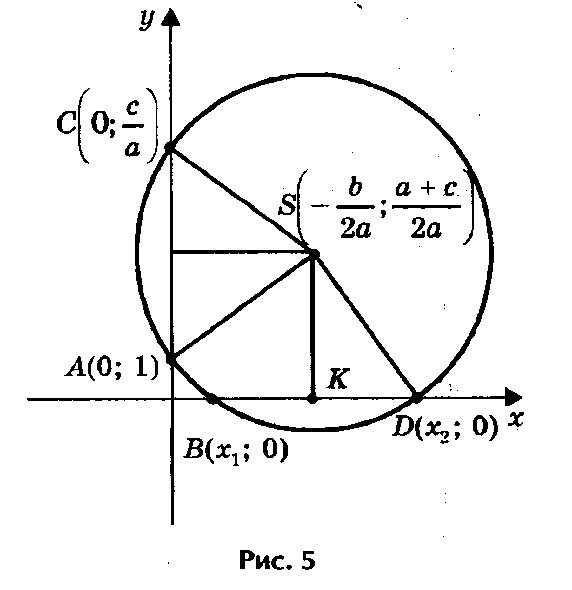 y
C(0; c/a)
S(-b/2a; a + c/2a)
A(0; 1)
K
B(x₁; 0)
D(x₂; 0)
x
Рис. 5